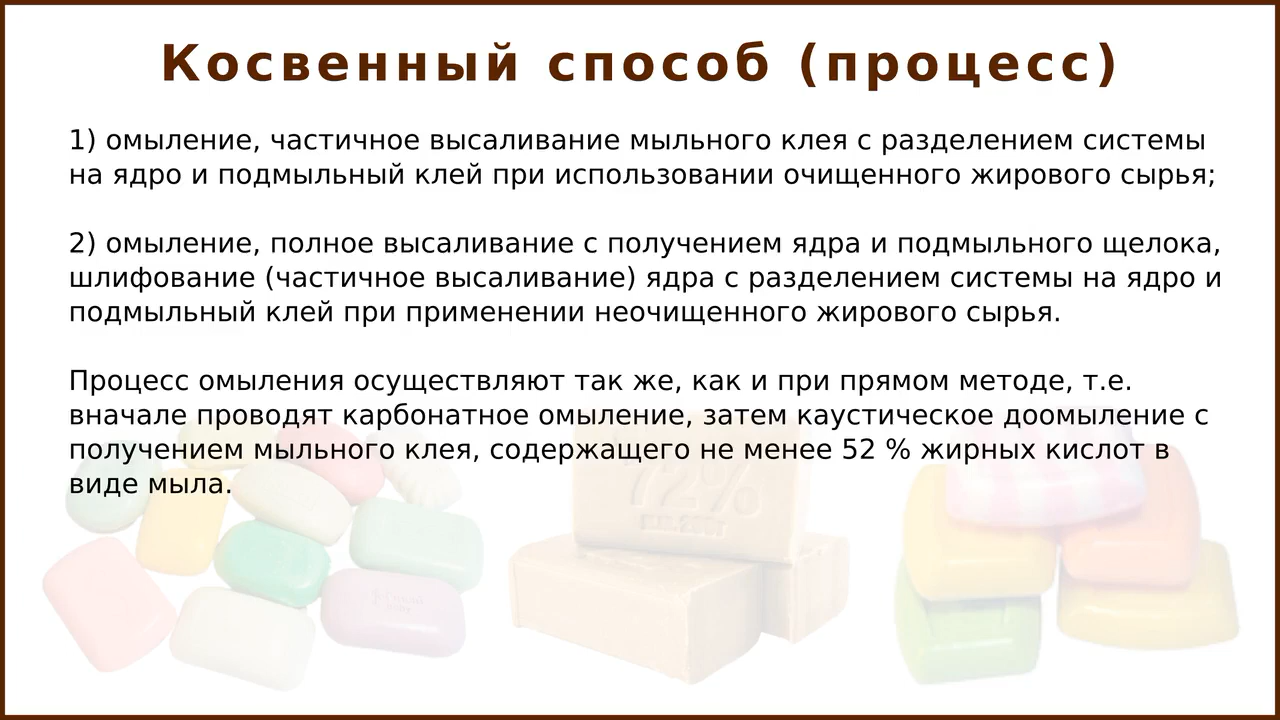 Косвенный способ (процесс)
1) омыление, частичное высаливание мыльного клея с разделением системы
на ядро и подмыльный клей при использовании очищенного жирового сырья;
2) омыление, полное высаливание с получением ядра и подмыльного щелока,
шлифование (частичное высаливание) ядра с разделением системы на ядро и
подмыльный клей при применении неочищенного жирового сырья.
Процесс омыления осуществляют так же, как и при прямом методе, т.е.
вначале проводят карбонатное омыление, затем каустическое доомыление с
получением мыльного клея, содержащего не менее 52 % жирных кислот в
виде мыла.
72%